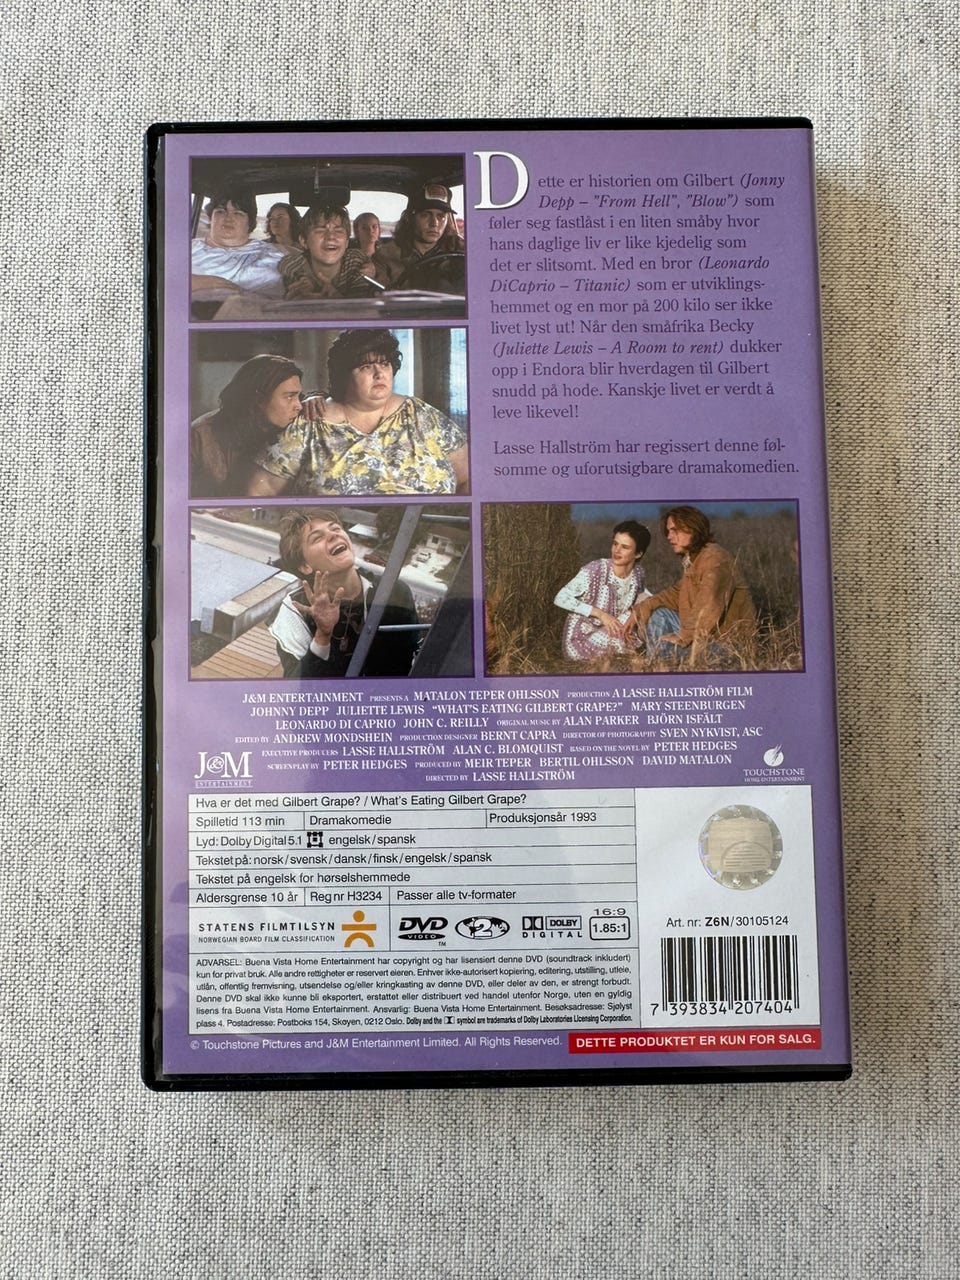 Dette er historien om Gilbert (Jonny
Depp – "From Hell", "Blow") som
føler seg fastlåst i en liten småby hvor
hans daglige liv er like kjedelig som
det er slitsomt. Med en bror (Leonardo
DiCaprio – Titanic) som er utviklings-
hemmet og en mor på 200 kilo ser ikke
livet lyst ut! Når den småfrika Becky
(Juliette Lewis – A Room to rent) dukker
opp i Endora blir hverdagen til Gilbert
snudd på hode. Kanskje livet er verdt å
leve likevel!
Lasse Hallström har regissert denne føl-
somme og uforutsigbare dramakomedien.
J&M ENTERTAINMENT PRESENTS A MATALON TEPER OHLSSON PRODUCTION A LASSE HALLSTRÖM FILM
JOHNNY DEPP JULIETTE LEWIS "WHAT'S EATING GILBERT GRAPE?" MARY STEENBURGEN
LEONARDO DI CAPRIO JOHN C. REILLY ORIGINAL MUSIC BY ALAN PARKER BJÖRN ISFÄLT
EDITED BY ANDREW MONDSHEIN PRODUCTION DESIGNER BERNT CAPRA DIRECTOR OF PHOTOGRAPHY SVEN NYKVIST, ASC
EXECUTIVE PRODUCERS LASSE HALLSTRÖM ALAN C. BLOMQUIST BASED ON THE NOVEL BY PETER HEDGES
SCREENPLAY BY PETER HEDGES PRODUCED BY MEIR TEPER BERTIL OHLSSON DAVID MATALON
DIRECTED BY LASSE HALLSTRÖM
J&M
ENTERTAINMENT
TOUCHSTONE
HOME ENTERTAINMENT
Hva er det med Gilbert Grape? / What's Eating Gilbert Grape?
Spilletid 113 min Dramakomedie Produksjonsår 1993
Lyd: Dolby Digital 5.1 engelsk/spansk
Tekstet på: norsk/svensk/dansk/finsk/engelsk/spansk
Tekstet på engelsk for hørselshemmede
Aldersgrense 10 år Reg nr H3234 Passer alle tv-formater
STATENS FILMTILSYN
NORWEGIAN BOARD FILM CLASSIFICATION
DVD
VIDEO
TM
2
DOLBY
DIGITAL
16:9
1.85:1
Art. nr: Z6N/30105124
7 393834 207404
ADVARSEL: Buena Vista Home Entertainment har copyright og har lisensiert denne DVD (soundtrack inkludert)
kun for privat bruk. Alle andre rettigheter er reservert eieren. Enhver ikke-autorisert kopiering, editering, utstilling, utleie,
utlån, offentlig fremvisning, utsendelse og/eller kringkasting av denne DVD, eller deler av den, er strengt forbudt.
Denne DVD skal ikke kunne bli eksportert, erstattet eller distribuert ved handel utenfor Norge, uten en gyldig
lisens fra Buena Vista Home Entertainment. Ansvarlig: Buena Vista Home Entertainment. Besøksadresse: Sjølyst
plass 4. Postadresse: Postboks 154, Skøyen, 0212 Oslo. Dolby and the symbol are trademarks of Dolby Laboratories Licensing Corporation.
© Touchstone Pictures and J&M Entertainment Limited. All Rights Reserved.
DETTE PRODUKTET ER KUN FOR SALG.